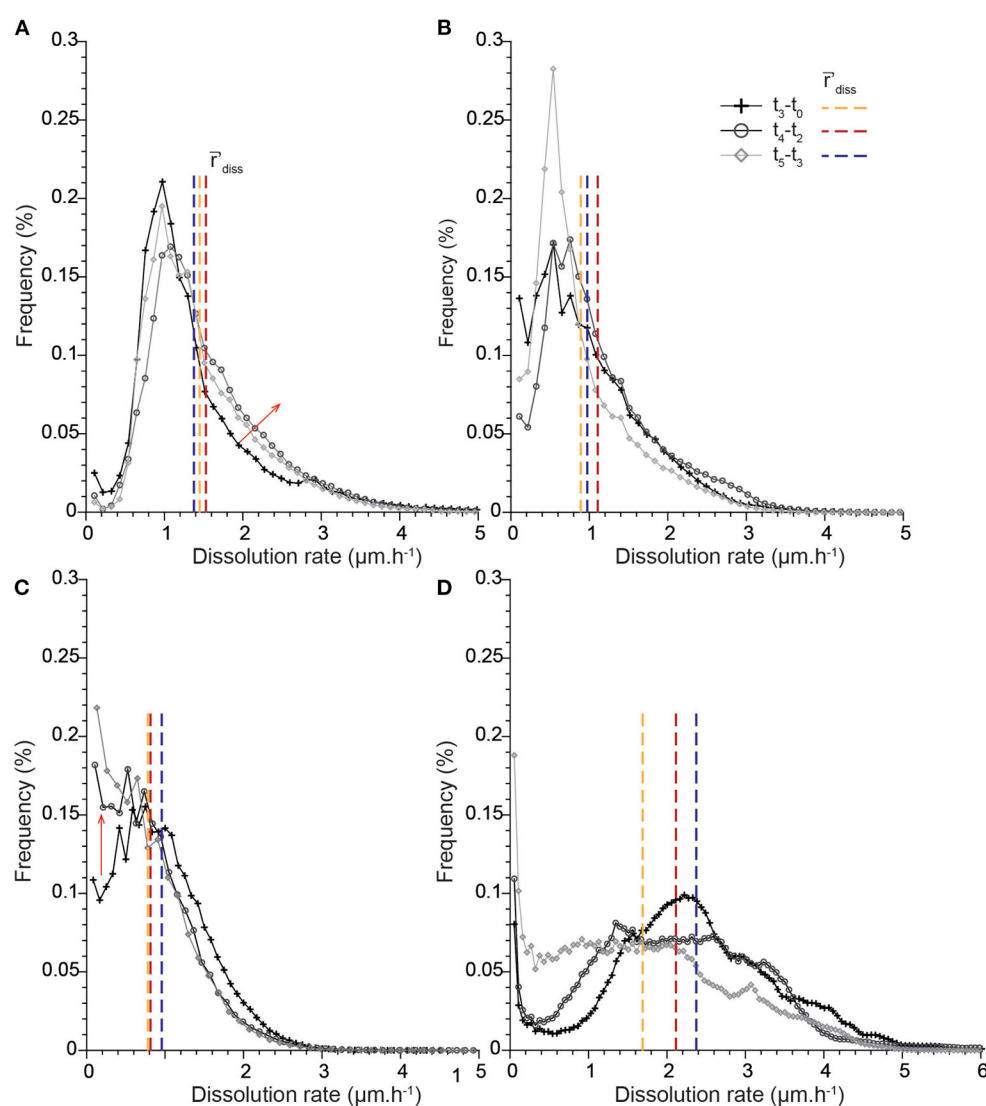 A
0.3
0.25
0.2
0.15
0.1
0.05
0
Frequency (%)
r̅'diss
0 1 2 3 4 5
Dissolution rate (µm.h⁻¹)
B
0.3
0.25
0.2
0.15
0.1
0.05
0
Frequency (%)
r̅'diss
t₃-t₀
t₄-t₂
t₅-t₃
0 1 2 3 4 5
Dissolution rate (µm.h⁻¹)
C
0.3
0.25
0.2
0.15
0.1
0.05
0
Frequency (%)
0 1 2 3 4 1 5
Dissolution rate (µm.h⁻¹)
D
0.3
0.25
0.2
0.15
0.1
0.05
0
Frequency (%)
0 1 2 3 4 5 6
Dissolution rate (µm.h⁻¹)